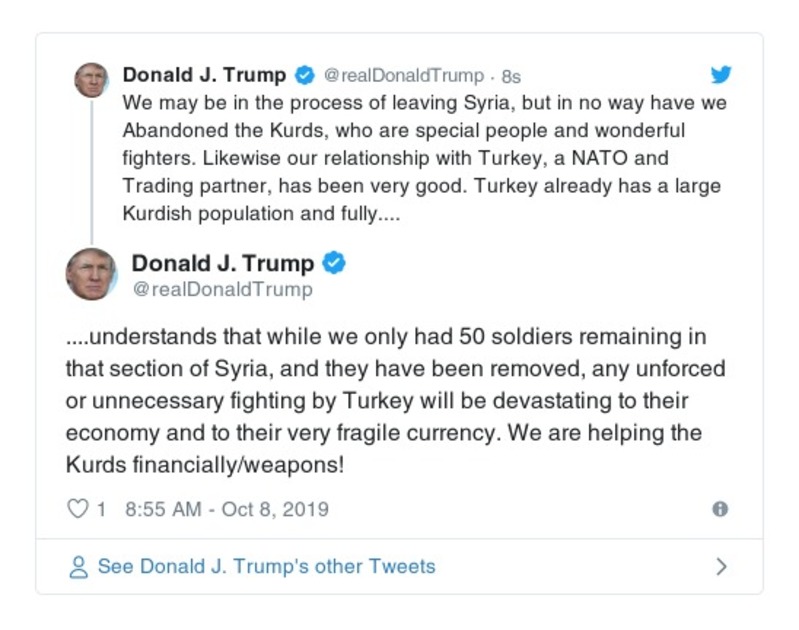 Donald J. Trump @realDonaldTrump · 8s
We may be in the process of leaving Syria, but in no way have we
Abandoned the Kurds, who are special people and wonderful
fighters. Likewise our relationship with Turkey, a NATO and
Trading partner, has been very good. Turkey already has a large
Kurdish population and fully....
Donald J. Trump
@realDonaldTrump
....understands that while we only had 50 soldiers remaining in
that section of Syria, and they have been removed, any unforced
or unnecessary fighting by Turkey will be devastating to their
economy and to their very fragile currency. We are helping the
Kurds financially/weapons!
1 8:55 AM - Oct 8, 2019
See Donald J. Trump's other Tweets